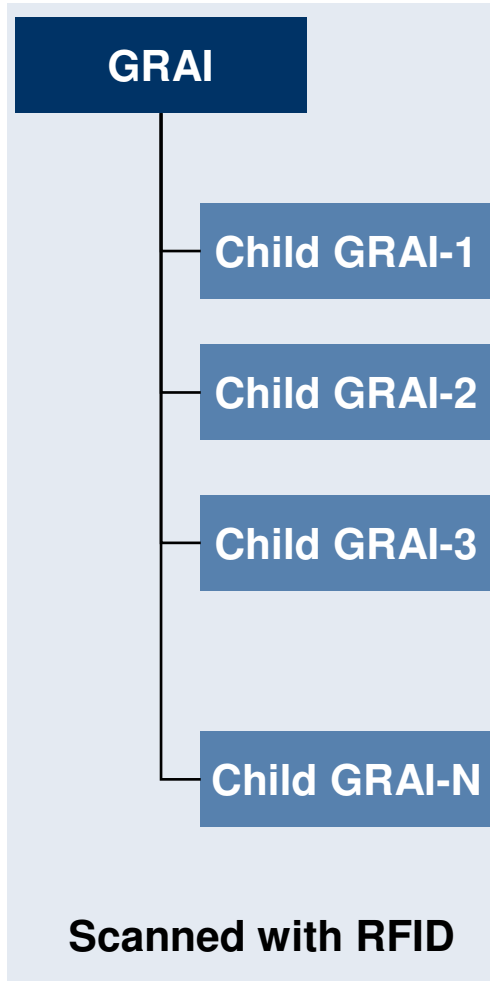 GRAI
Child GRAI-1
Child GRAI-2
Child GRAI-3
Child GRAI-N
Scanned with RFID